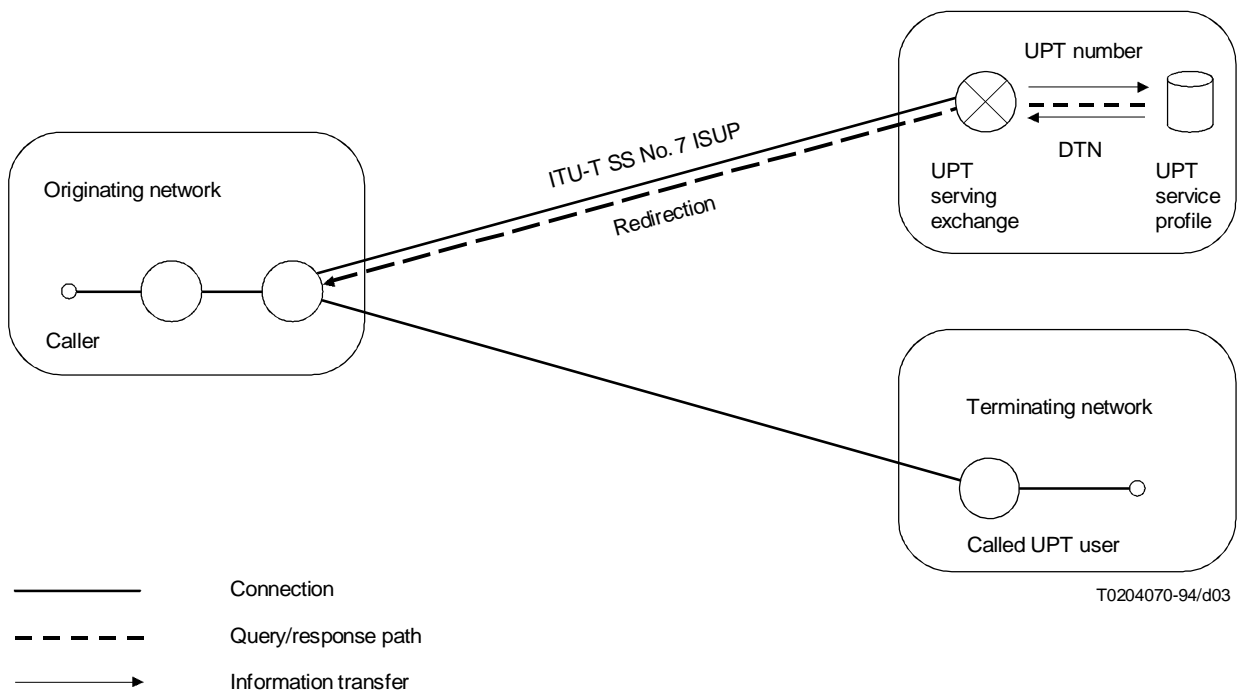 UPT number
DTN
UPT
serving
exchange
UPT
service
profile
ITU-T SS No. 7 ISUP
Redirection
Originating network
Caller
Terminating network
Called UPT user
T0204070-94/d03
Connection
Query/response path
Information transfer